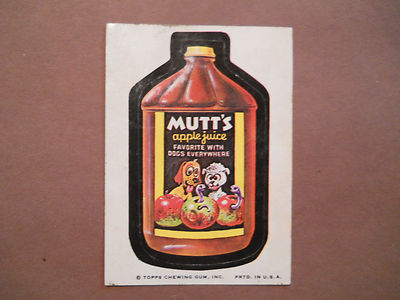 MUTT'S
apple juice
FAVORITE WITH
DOGS EVERYWHERE
© TOPPS CHEWING GUM, INC. PRTD. IN U.S.A.